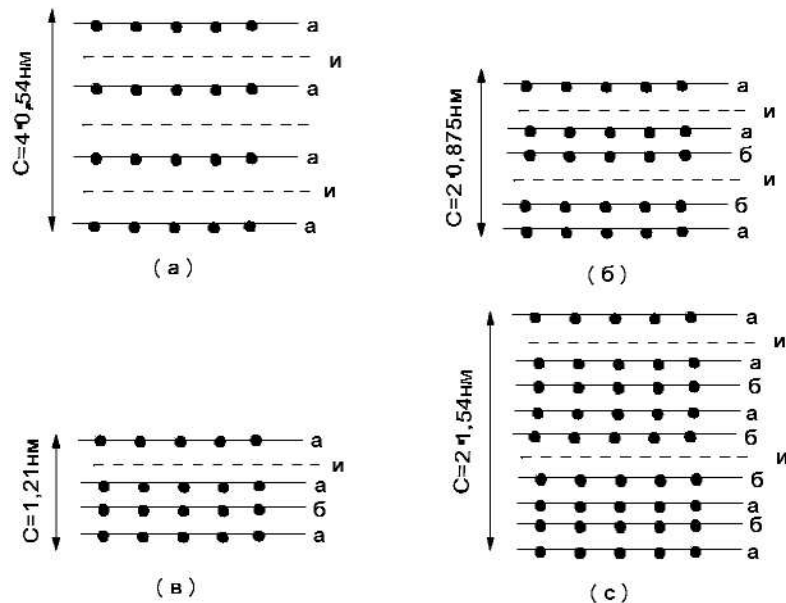 а
и
а
а
и
а
C=4·0,54нм
(а)
а
и
а
б
и
б
а
C=2·0,875нм
(б)
а
и
а
б
а
C=1,21нм
(в)
а
и
а
б
а
б
и
б
а
б
а
C=2·1,54нм
(с)